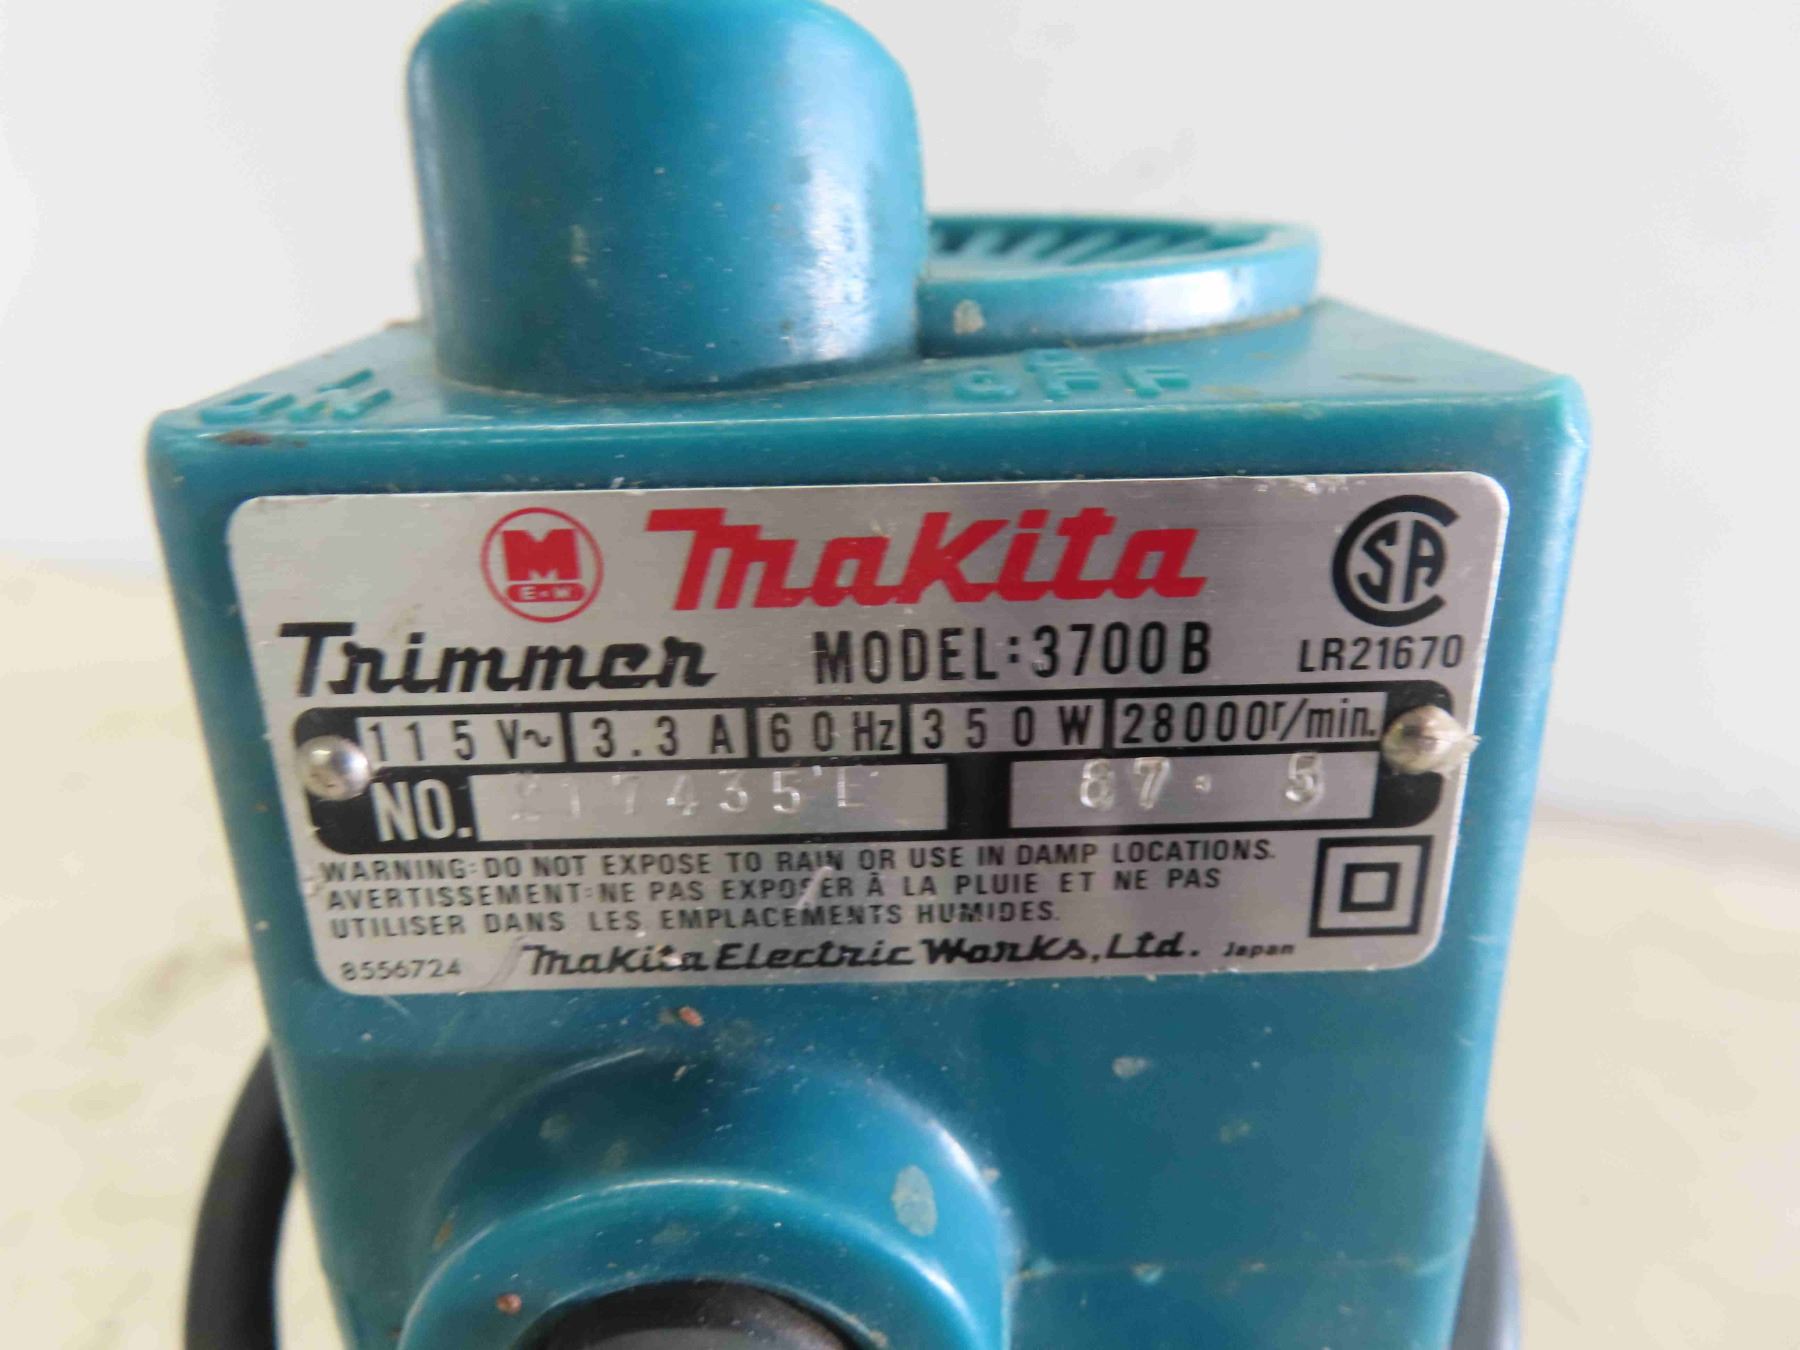 ON OFF
M Makita CSA
E•W
Trimmer MODEL:3700B LR21670
115V~ 3.3A 60Hz 350W 28000r/min.
NO. 217435E 87. 5
WARNING: DO NOT EXPOSE TO RAIN OR USE IN DAMP LOCATIONS.
AVERTISSEMENT: NE PAS EXPOSER À LA PLUIE ET NE PAS
UTILISER DANS LES EMPLACEMENTS HUMIDES.
8556724 Makita Electric Works, Ltd. Japan